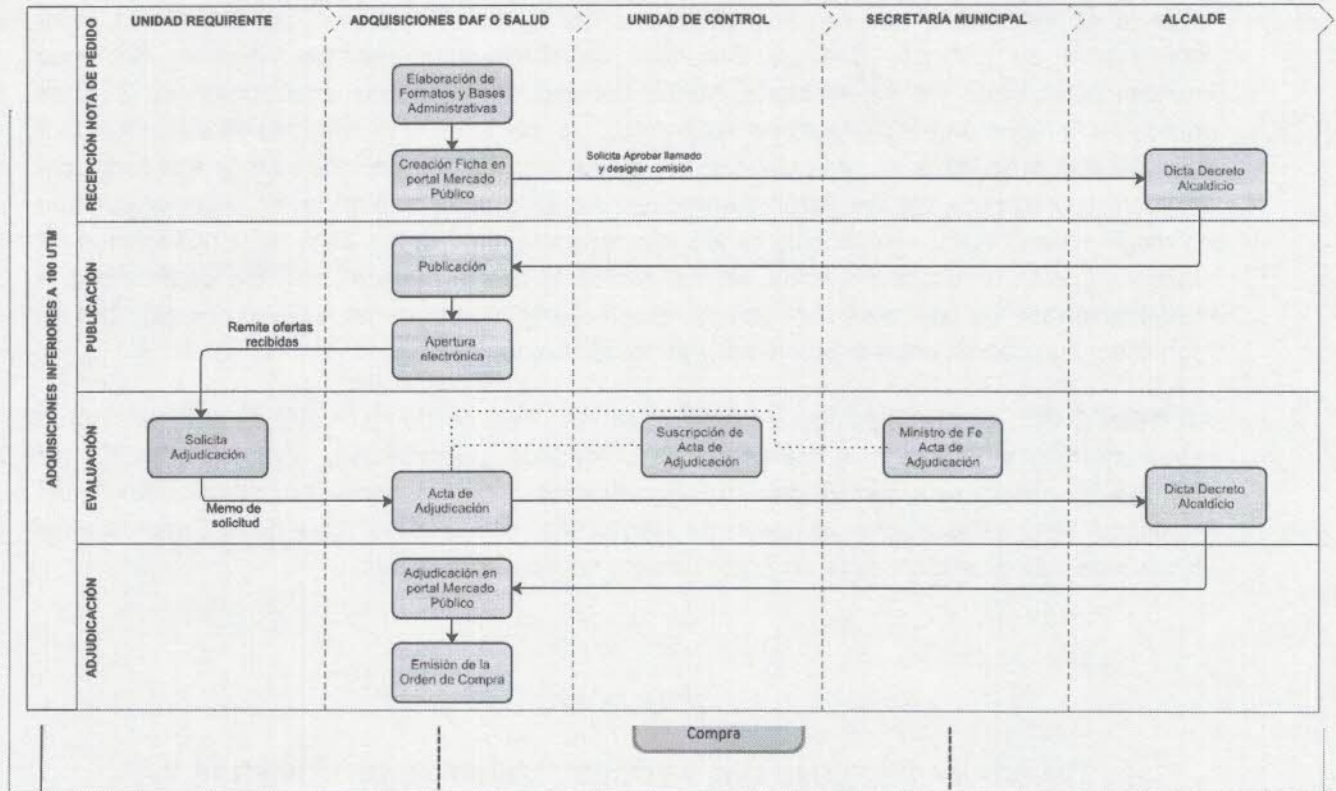 UNIDAD REQUIRENTE
ADQUISICIONES DAF O SALUD
UNIDAD DE CONTROL
SECRETARÍA MUNICIPAL
ALCALDE
ADQUISICIONES INFERIORES A 100 UTM
RECEPCIÓN NOTA DE PEDIDO
Elaboración de
Formatos y Bases
Administrativas
Creación Ficha en
portal Mercado
Público
Solicita Aprobar llamado
y designar comisión
Dicta Decreto
Alcaldicio
PUBLICACIÓN
Publicación
Apertura
electrónica
Remite ofertas
recibidas
EVALUACIÓN
Solicita
Adjudicación
Memo de
solicitud
Acta de
Adjudicación
Suscripción de
Acta de
Adjudicación
Ministro de Fe
Acta de
Adjudicación
Dicta Decreto
Alcaldicio
ADJUDICACIÓN
Adjudicación en
portal Mercado
Público
Emisión de la
Orden de Compra
Compra